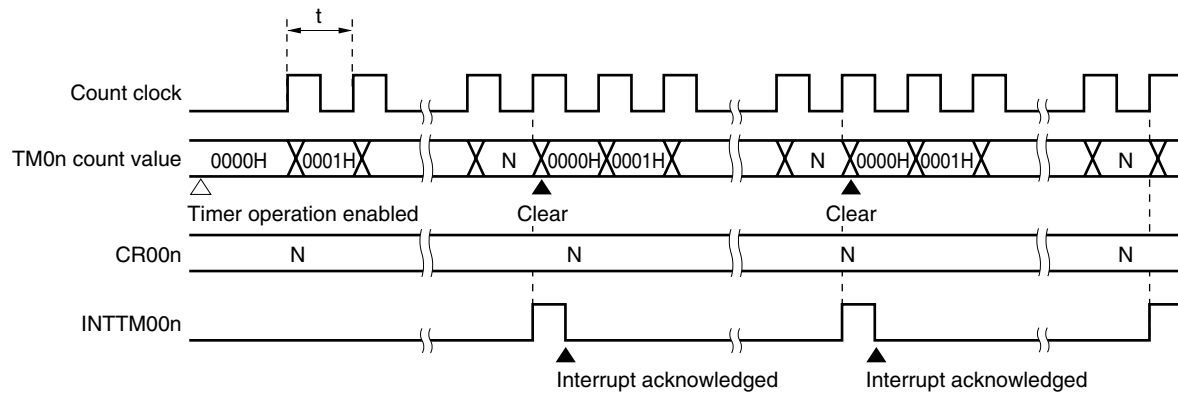 t
Count clock
TM0n count value 0000H 0001H N 0000H 0001H N 0000H 0001H N
Timer operation enabled Clear Clear
CR00n N N N N
INTTM00n
Interrupt acknowledged Interrupt acknowledged